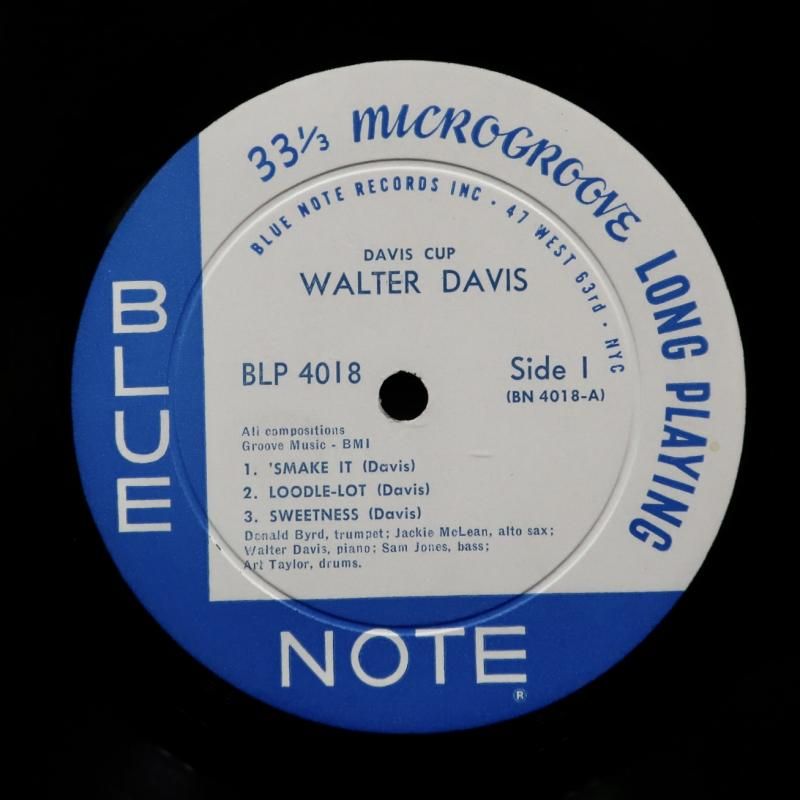 33⅓ MICROGROOVE LONG PLAYING
BLUE NOTE RECORDS INC · 47 WEST 63rd · NYC
DAVIS CUP
WALTER DAVIS
BLP 4018
Side 1
(BN 4018-A)
All compositions
Groove Music - BMI
1. 'SMAKE IT (Davis)
2. LOODLE-LOT (Davis)
3. SWEETNESS (Davis)
Donald Byrd, trumpet; Jackie McLean, alto sax;
Walter Davis, piano; Sam Jones, bass;
Art Taylor, drums.
BLUE
NOTE
®